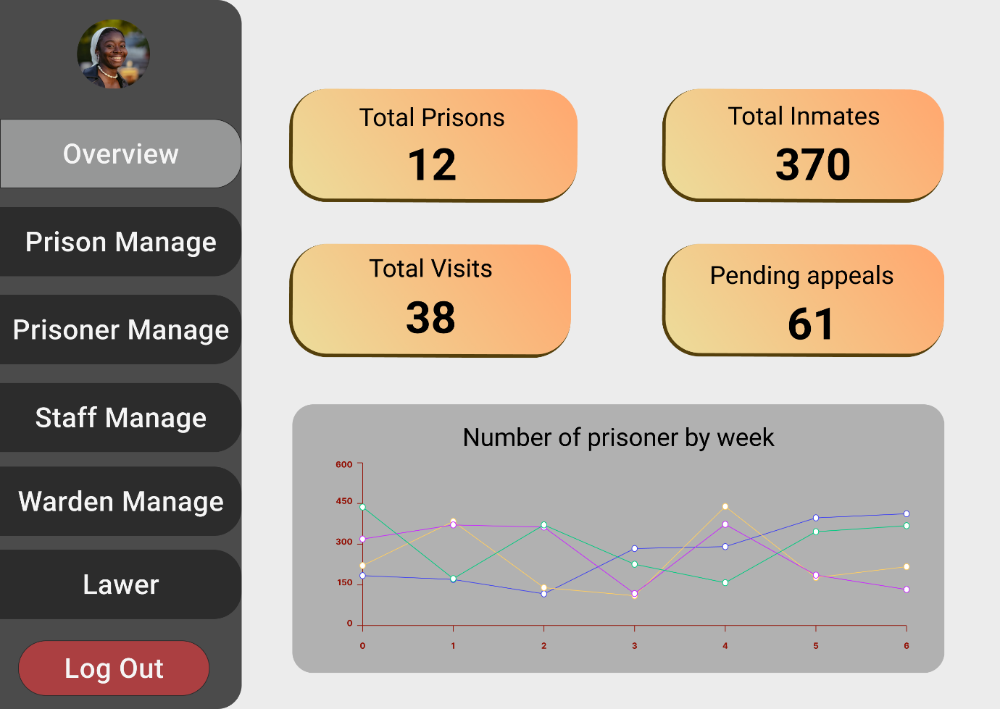 Overview
Prison Manage
Prisoner Manage
Staff Manage
Warden Manage
Lawer
Log Out
Total Prisons
12
Total Inmates
370
Total Visits
38
Pending appeals
61
Number of prisoner by week
600
450
300
150
0
0 1 2 3 4 5 6